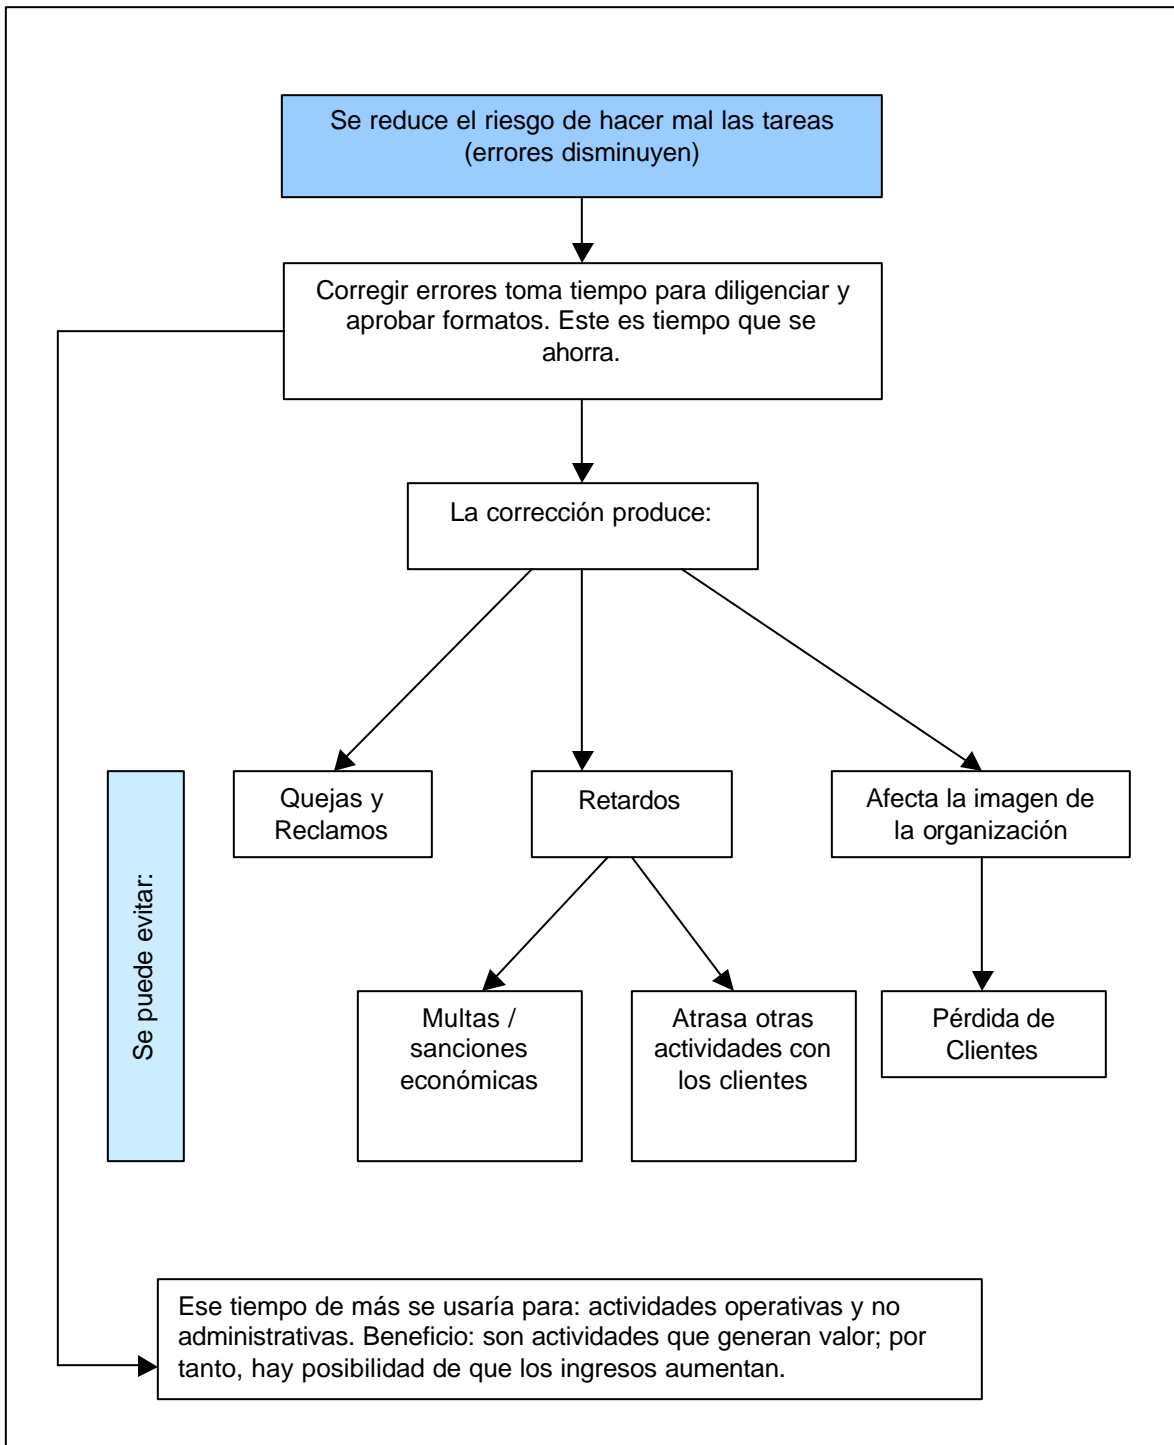 Se reduce el riesgo de hacer mal las tareas
(errores disminuyen)
Corregir errores toma tiempo para diligenciar y
aprobar formatos. Este es tiempo que se
ahorra.
La corrección produce:
Se puede evitar:
Quejas y
Reclamos
Retardos
Afecta la imagen de
la organización
Multas /
sanciones
económicas
Atrasa otras
actividades con
los clientes
Pérdida de
Clientes
Ese tiempo de más se usaría para: actividades operativas y no
administrativas. Beneficio: son actividades que generan valor; por
tanto, hay posibilidad de que los ingresos aumentan.